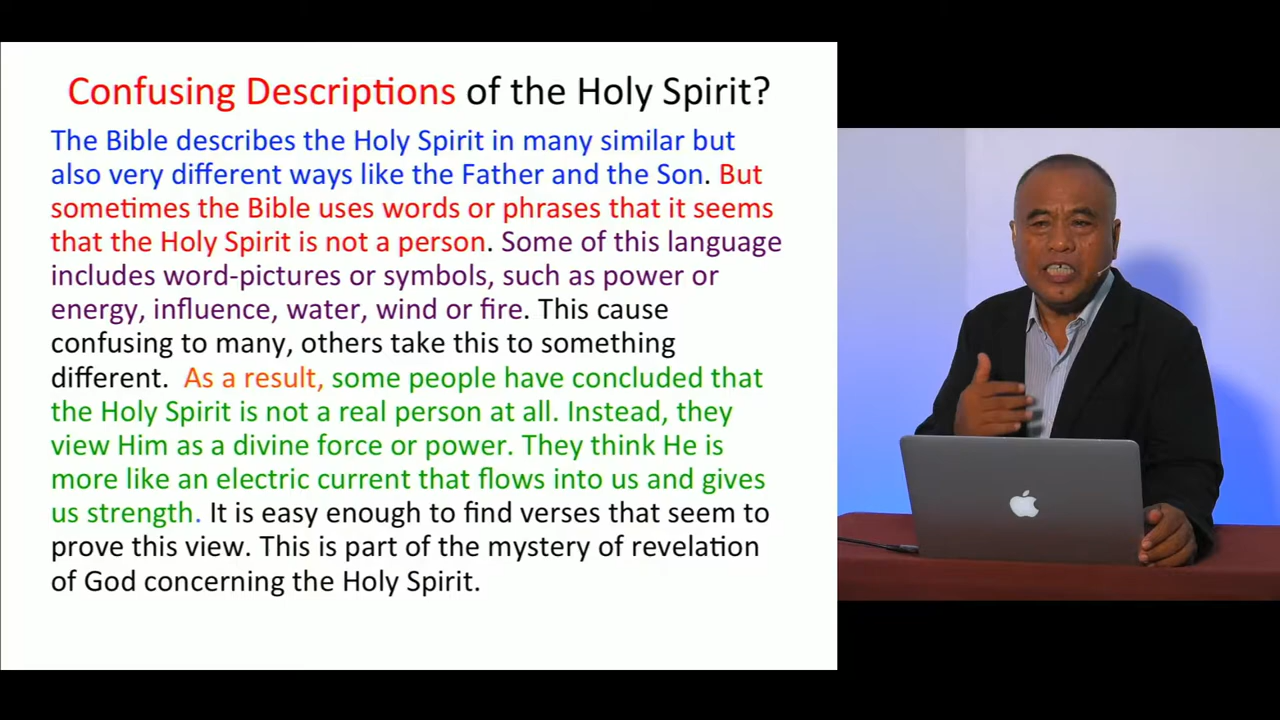 Confusing Descriptions of the Holy Spirit?
The Bible describes the Holy Spirit in many similar but
also very different ways like the Father and the Son. But
sometimes the Bible uses words or phrases that it seems
that the Holy Spirit is not a person. Some of this language
includes word-pictures or symbols, such as power or
energy, influence, water, wind or fire. This cause
confusing to many, others take this to something
different.  As a result, some people have concluded that
the Holy Spirit is not a real person at all. Instead, they
view Him as a divine force or power. They think He is
more like an electric current that flows into us and gives
us strength. It is easy enough to find verses that seem to
prove this view. This is part of the mystery of revelation
of God concerning the Holy Spirit.